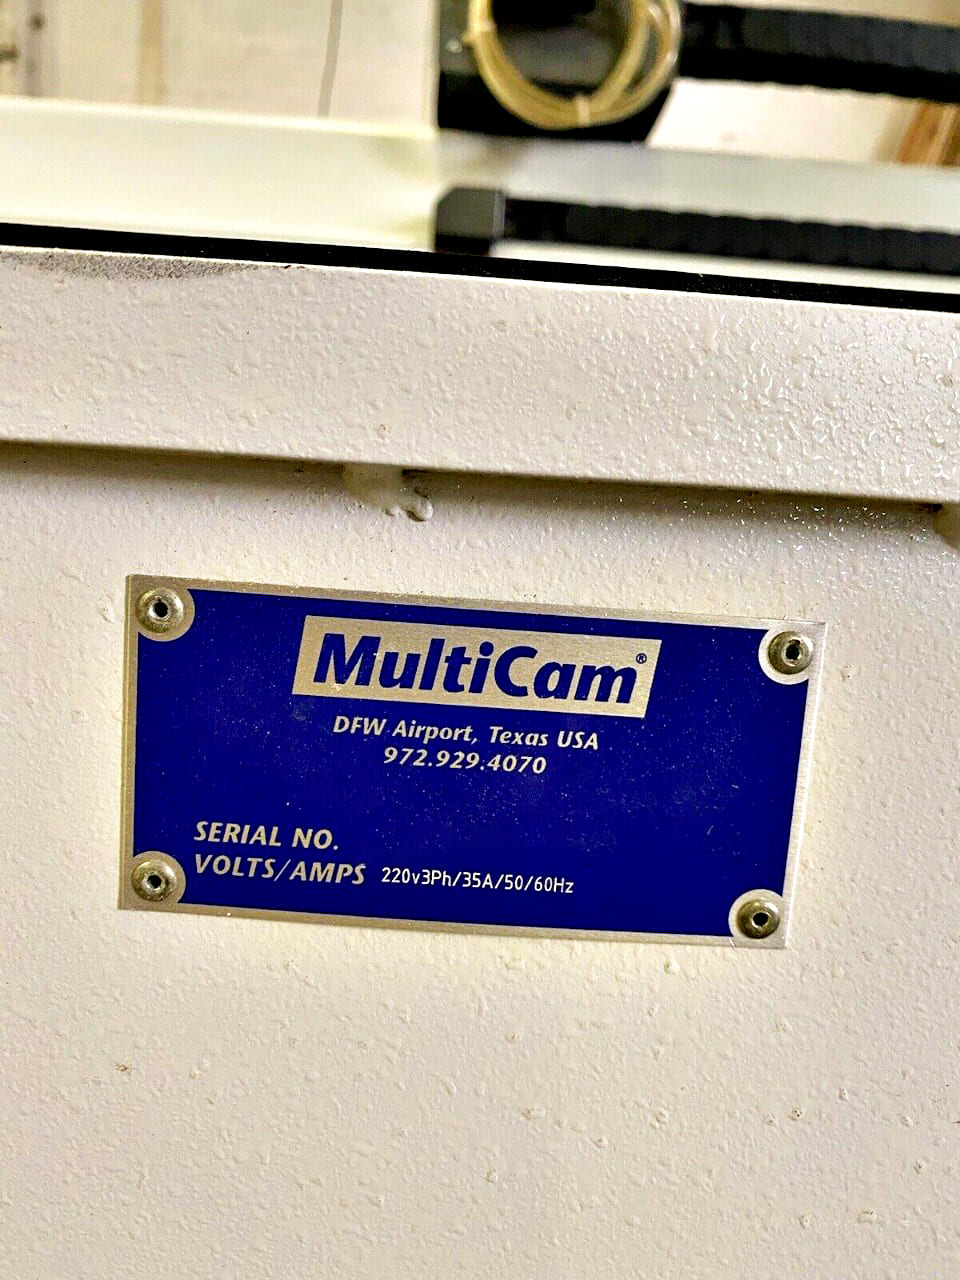 MultiCam®
DFW Airport, Texas USA
972.929.4070
SERIAL NO.
VOLTS/AMPS 220v3Ph/35A/50/60Hz